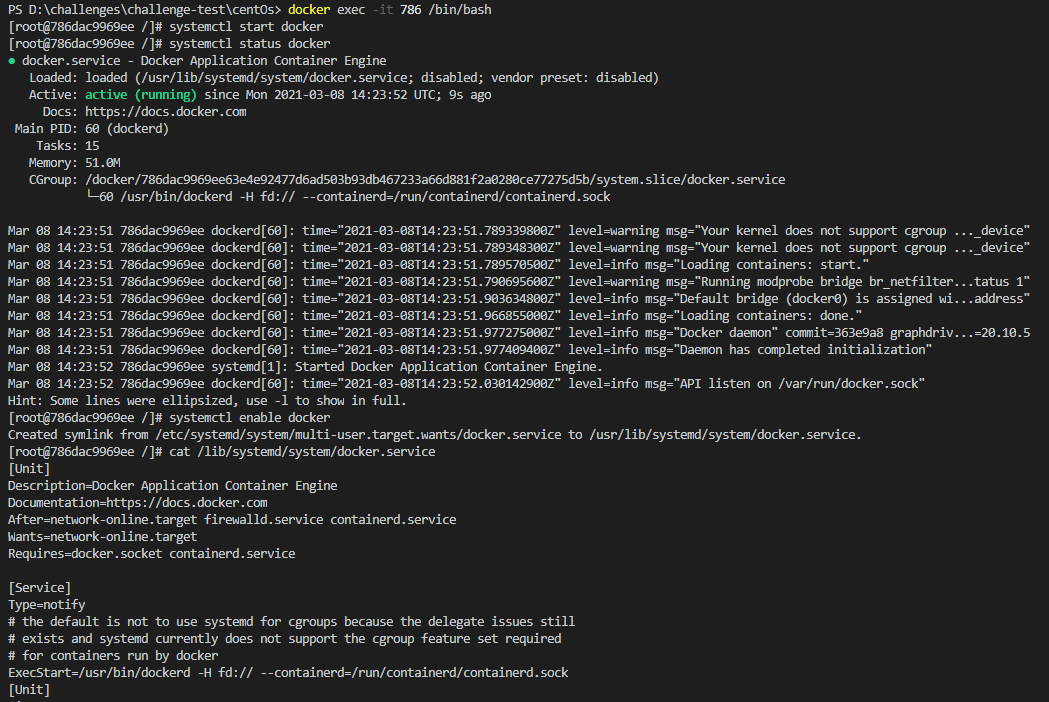 PS D:\challenges\challenge-test\centOs> docker exec -it 786 /bin/bash
[root@786dac9969ee /]# systemctl start docker
[root@786dac9969ee /]# systemctl status docker
● docker.service - Docker Application Container Engine
   Loaded: loaded (/usr/lib/systemd/system/docker.service; disabled; vendor preset: disabled)
   Active: active (running) since Mon 2021-03-08 14:23:52 UTC; 9s ago
     Docs: https://docs.docker.com
 Main PID: 60 (dockerd)
    Tasks: 15
   Memory: 51.0M
   CGroup: /docker/786dac9969ee63e4e92477d6ad503b93db467233a66d881f2a0280ce77275d5b/system.slice/docker.service
           └─60 /usr/bin/dockerd -H fd:// --containerd=/run/containerd/containerd.sock

Mar 08 14:23:51 786dac9969ee dockerd[60]: time="2021-03-08T14:23:51.789339800Z" level=warning msg="Your kernel does not support cgroup ..._device"
Mar 08 14:23:51 786dac9969ee dockerd[60]: time="2021-03-08T14:23:51.789348300Z" level=warning msg="Your kernel does not support cgroup ..._device"
Mar 08 14:23:51 786dac9969ee dockerd[60]: time="2021-03-08T14:23:51.789570500Z" level=info msg="Loading containers: start."
Mar 08 14:23:51 786dac9969ee dockerd[60]: time="2021-03-08T14:23:51.790695600Z" level=warning msg="Running modprobe bridge br_netfilter...tatus 1"
Mar 08 14:23:51 786dac9969ee dockerd[60]: time="2021-03-08T14:23:51.903634800Z" level=info msg="Default bridge (docker0) is assigned wi...address"
Mar 08 14:23:51 786dac9969ee dockerd[60]: time="2021-03-08T14:23:51.966855000Z" level=info msg="Loading containers: done."
Mar 08 14:23:51 786dac9969ee dockerd[60]: time="2021-03-08T14:23:51.977275000Z" level=info msg="Docker daemon" commit=363e9a8 graphdriv...=20.10.5
Mar 08 14:23:51 786dac9969ee dockerd[60]: time="2021-03-08T14:23:51.977409400Z" level=info msg="Daemon has completed initialization"
Mar 08 14:23:52 786dac9969ee systemd[1]: Started Docker Application Container Engine.
Mar 08 14:23:52 786dac9969ee dockerd[60]: time="2021-03-08T14:23:52.030142900Z" level=info msg="API listen on /var/run/docker.sock"
Hint: Some lines were ellipsized, use -l to show in full.
[root@786dac9969ee /]# systemctl enable docker
Created symlink from /etc/systemd/system/multi-user.target.wants/docker.service to /usr/lib/systemd/system/docker.service.
[root@786dac9969ee /]# cat /lib/systemd/system/docker.service
[Unit]
Description=Docker Application Container Engine
Documentation=https://docs.docker.com
After=network-online.target firewalld.service containerd.service
Wants=network-online.target
Requires=docker.socket containerd.service

[Service]
Type=notify
# the default is not to use systemd for cgroups because the delegate issues still
# exists and systemd currently does not support the cgroup feature set required
# for containers run by docker
ExecStart=/usr/bin/dockerd -H fd:// --containerd=/run/containerd/containerd.sock
[Unit]